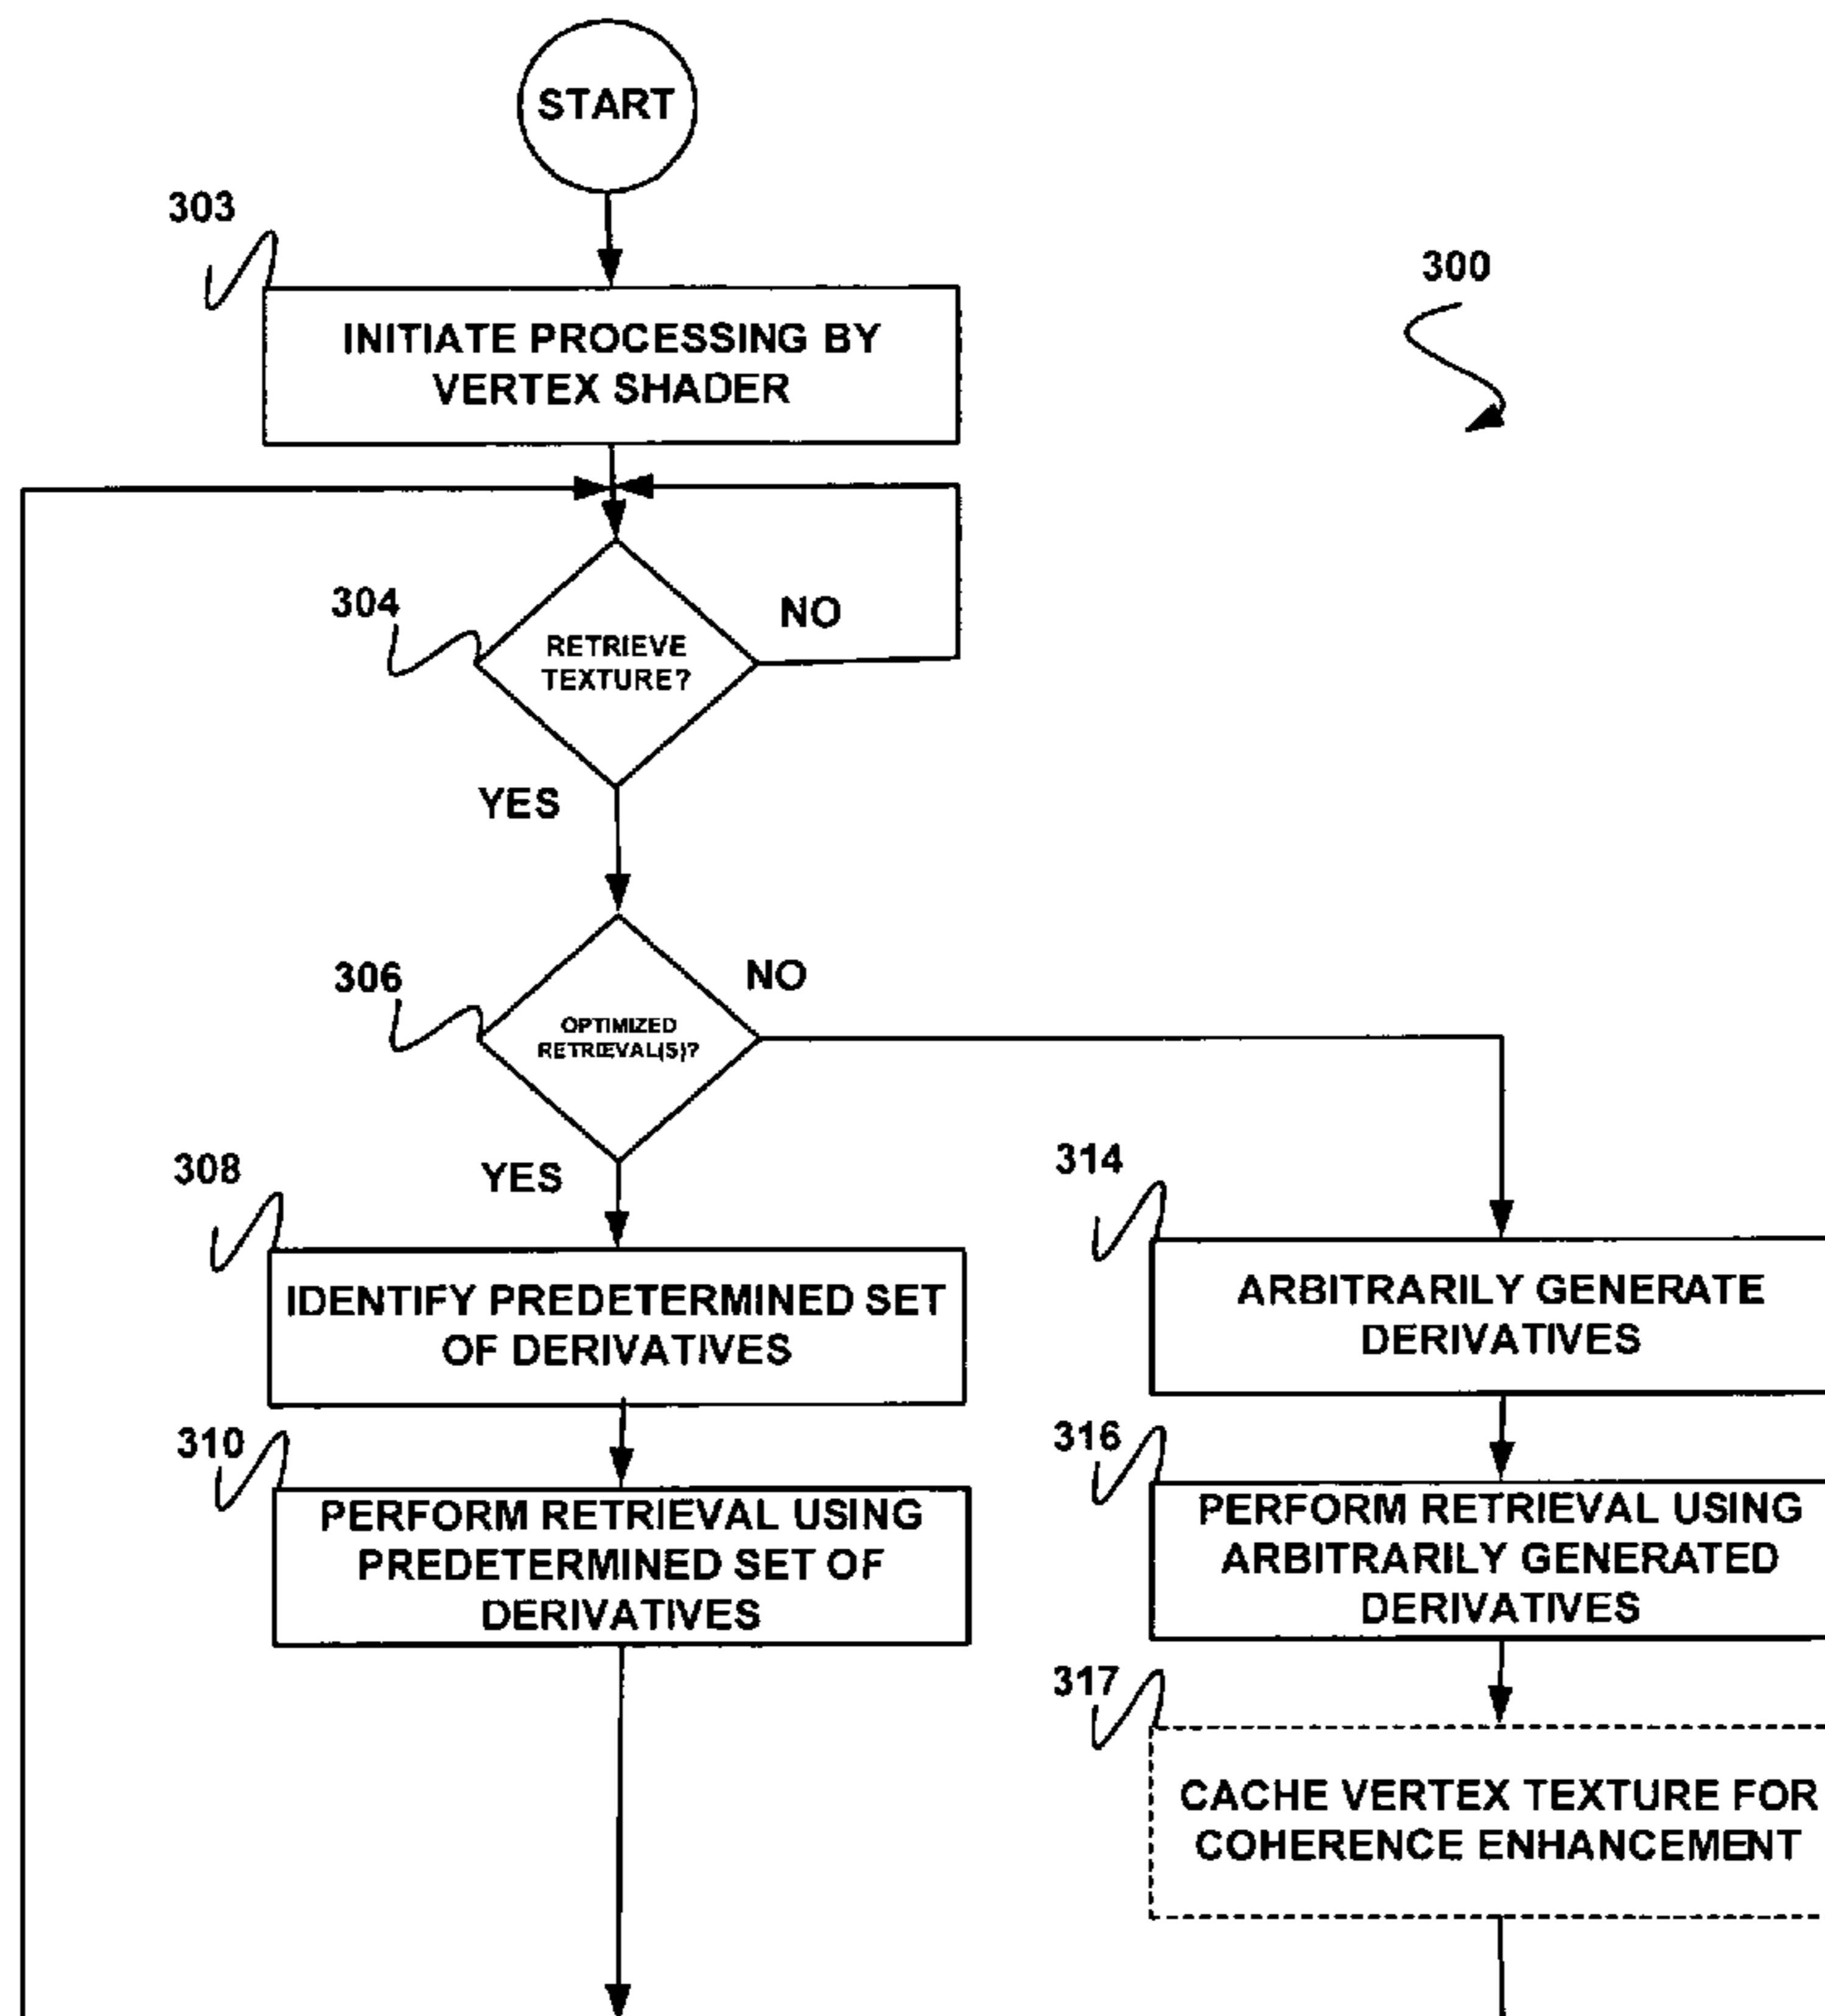 START
303
300
INITIATE PROCESSING BY
VERTEX SHADER
304
NO
RETRIEVE
TEXTURE?
YES
306
NO
OPTIMIZED
RETRIEVAL(S)?
308
YES
314
IDENTIFY PREDETERMINED SET
OF DERIVATIVES
ARBITRARILY GENERATE
DERIVATIVES
310
316
PERFORM RETRIEVAL USING
PREDETERMINED SET OF
DERIVATIVES
PERFORM RETRIEVAL USING
ARBITRARILY GENERATED
DERIVATIVES
317
CACHE VERTEX TEXTURE FOR
COHERENCE ENHANCEMENT